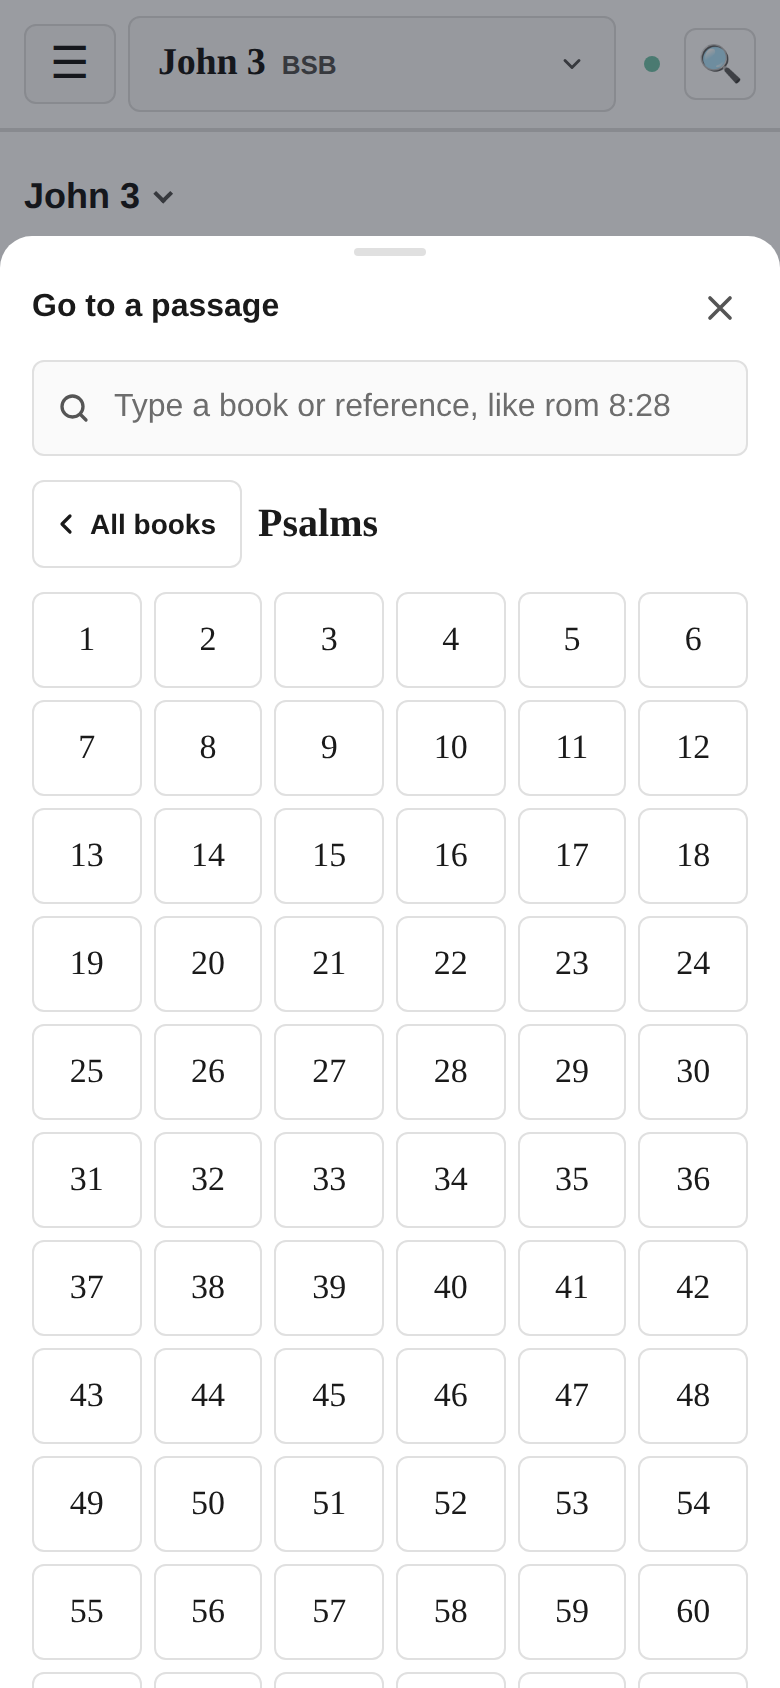 John 3 BSB
John 3
Go to a passage
Type a book or reference, like rom 8:28
All books Psalms
1 2 3 4 5 6
7 8 9 10 11 12
13 14 15 16 17 18
19 20 21 22 23 24
25 26 27 28 29 30
31 32 33 34 35 36
37 38 39 40 41 42
43 44 45 46 47 48
49 50 51 52 53 54
55 56 57 58 59 60